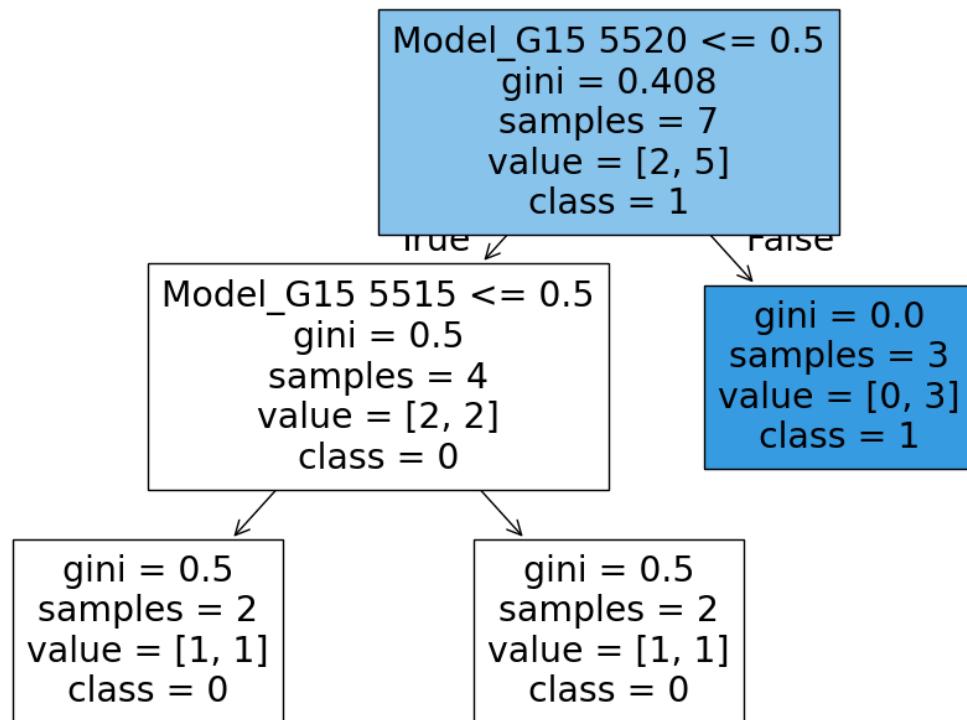 Model_G15 5520 <= 0.5
gini = 0.408
samples = 7
value = [2, 5]
class = 1
True
False
Model_G15 5515 <= 0.5
gini = 0.5
samples = 4
value = [2, 2]
class = 0
gini = 0.0
samples = 3
value = [0, 3]
class = 1
gini = 0.5
samples = 2
value = [1, 1]
class = 0
gini = 0.5
samples = 2
value = [1, 1]
class = 0